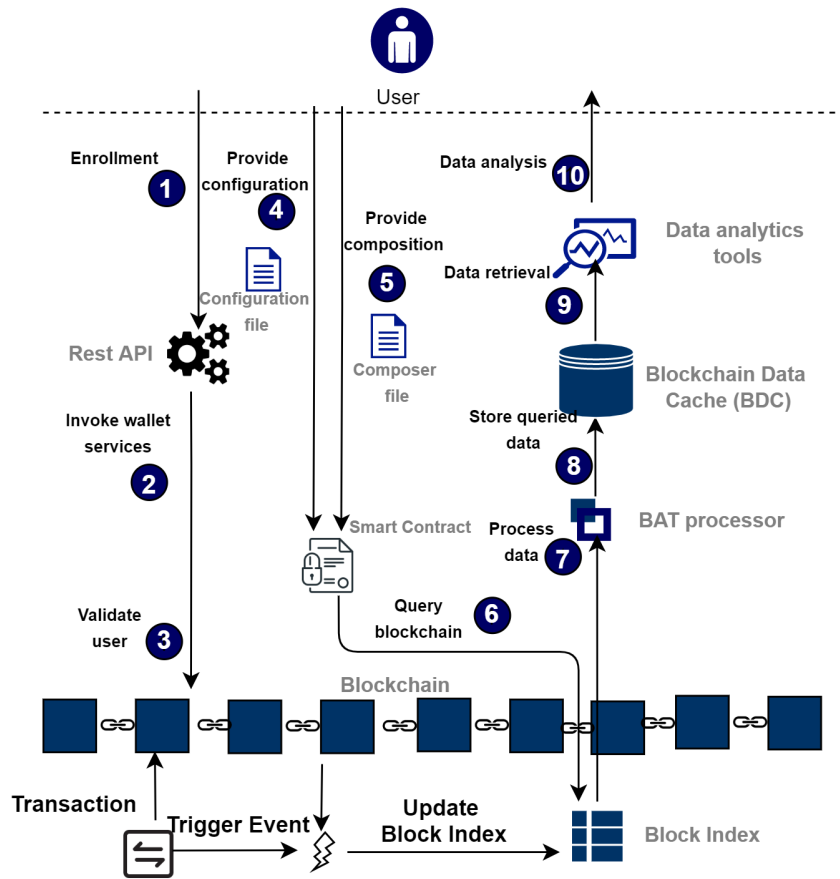 User
Enrollment
1
Provide
configuration
4
Configuration
file
Provide
composition
5
Composer
file
Data analysis
10
Data analytics
tools
Data retrieval
9
Rest API
Blockchain Data
Cache (BDC)
Invoke wallet
services
2
Store queried
data
8
Smart Contract
Process
data
7
BAT processor
Validate
user
3
Query
blockchain
6
Blockchain
Transaction
Trigger Event
Update
Block Index
Block Index